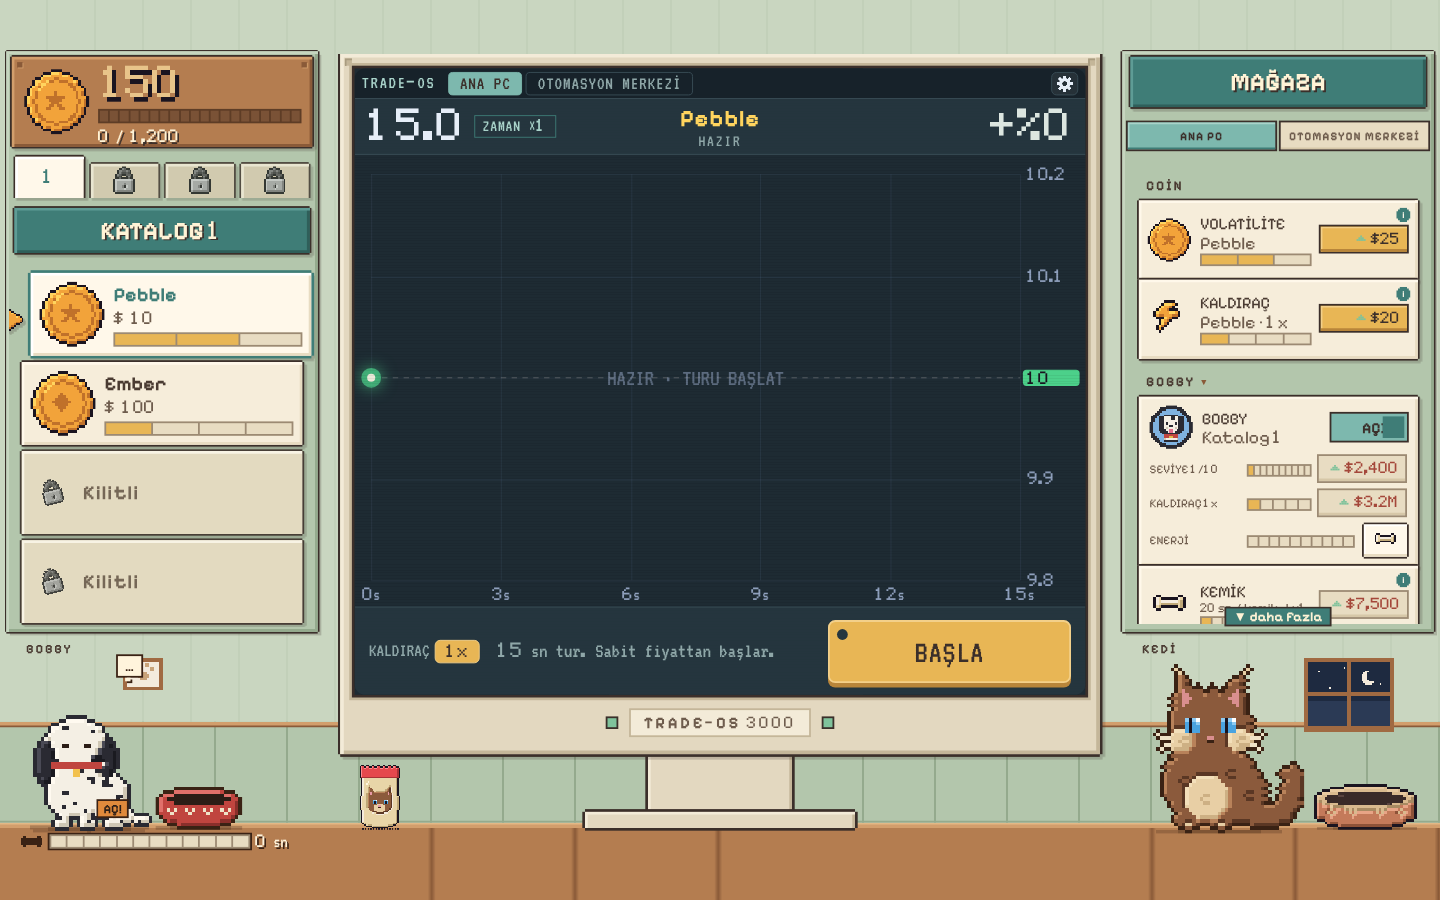 150
0 / 1,200
1
KATALOG 1
Pebble
$ 10
Ember
$ 100
Kilitli
Kilitli
TRADE-OS
ANA PC
OTOMASYON MERKEZİ
15.0
ZAMAN X1
Pebble
HAZIR
+%0
10.2
10.1
10
9.9
9.8
HAZIR · TURU BAŞLAT
0s
3s
6s
9s
12s
15s
KALDIRAÇ 1x
15 sn tur. Sabit fiyattan başlar.
BAŞLA
TRADE-OS 3000
MAĞAZA
ANA PC
OTOMASYON MERKEZİ
COİN
VOLATİLİTE
Pebble
$25
KALDIRAÇ
Pebble · 1 x
$20
BOBBY
BOBBY
Katalog 1
SEVİYE 1 / 10
$2,400
KALDIRAÇ 1 x
$3.2M
ENERJİ
KEMİK
20 sn
$7,500
▼ daha fazla
BOBBY
...
AÇ!
0 sn
KEDİ